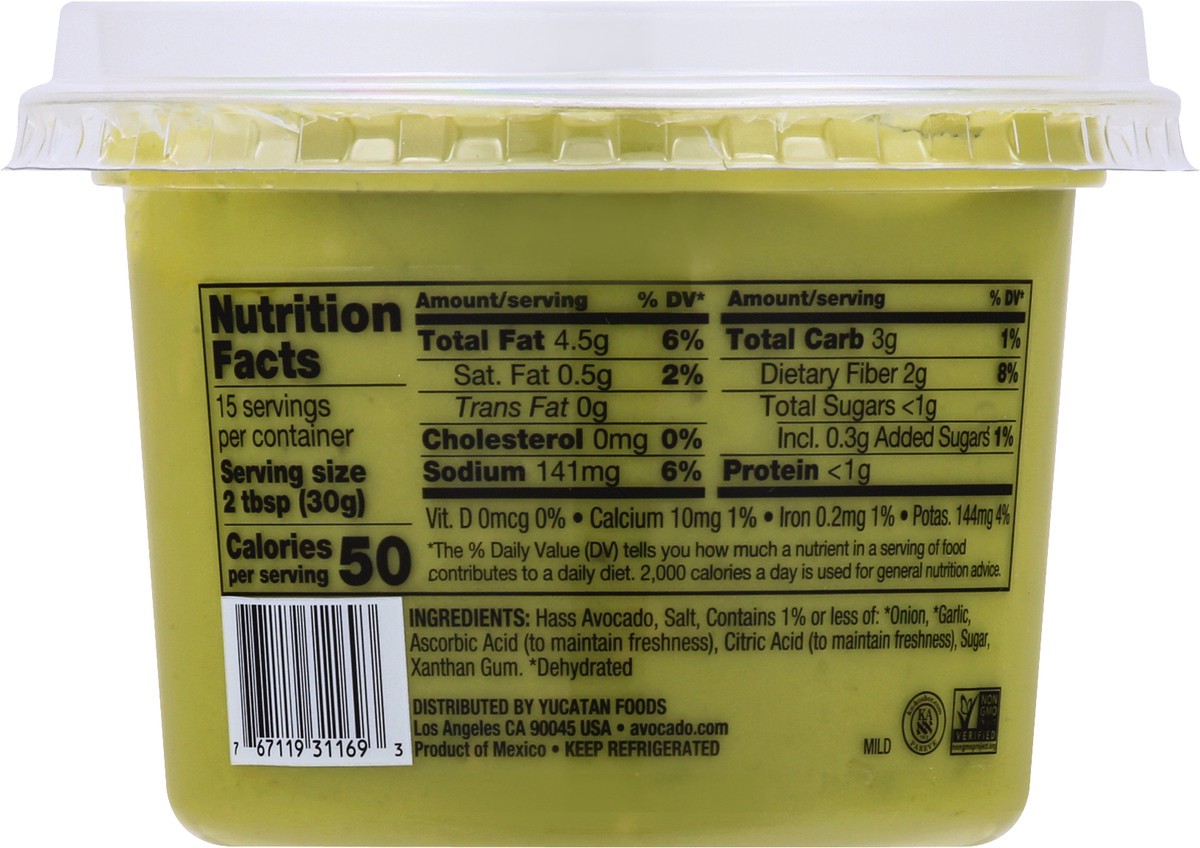 Nutrition
Facts
15 servings
per container
Serving size
2 tbsp (30g)
Calories
per serving 50
Amount/serving % DV*
Total Fat 4.5g 6%
Sat. Fat 0.5g 2%
Trans Fat 0g
Cholesterol 0mg 0%
Sodium 141mg 6%
Amount/serving % DV*
Total Carb 3g 1%
Dietary Fiber 2g 8%
Total Sugars <1g
Incl. 0.3g Added Sugars 1%
Protein <1g
Vit. D 0mcg 0% • Calcium 10mg 1% • Iron 0.2mg 1% • Potas. 144mg 4%
*The % Daily Value (DV) tells you how much a nutrient in a serving of food
contributes to a daily diet. 2,000 calories a day is used for general nutrition advice.
INGREDIENTS: Hass Avocado, Salt, Contains 1% or less of: *Onion, *Garlic,
Ascorbic Acid (to maintain freshness), Citric Acid (to maintain freshness), Sugar,
Xanthan Gum. *Dehydrated
DISTRIBUTED BY YUCATAN FOODS
Los Angeles CA 90045 USA • avocado.com
Product of Mexico • KEEP REFRIGERATED
7 67119 31169 3
MILD
KA
PAREVE
NON
GMO
VERIFIED
nongmoproject.org